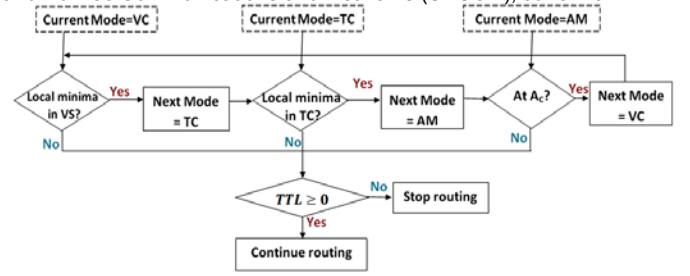 Current Mode=VC
Current Mode=TC
Current Mode=AM
Local minima
in VS?
Yes
Next Mode
= TC
Local minima
in TC?
Yes
Next Mode
= AM
At Ac?
Yes
Next Mode
= VC
No
No
No
TTL ≥ 0
No
Stop routing
Yes
Continue routing